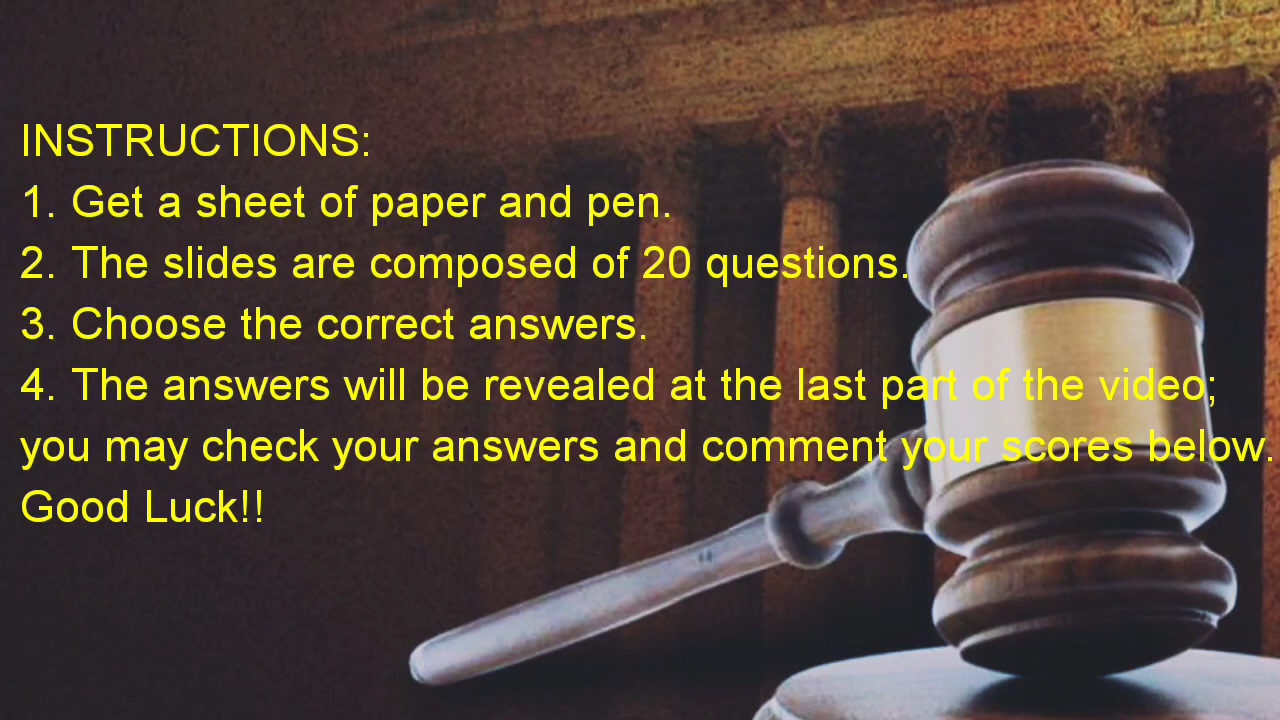 INSTRUCTIONS:
1. Get a sheet of paper and pen.
2. The slides are composed of 20 questions.
3. Choose the correct answers.
4. The answers will be revealed at the last part of the video;
you may check your answers and comment your scores below.
Good Luck!!